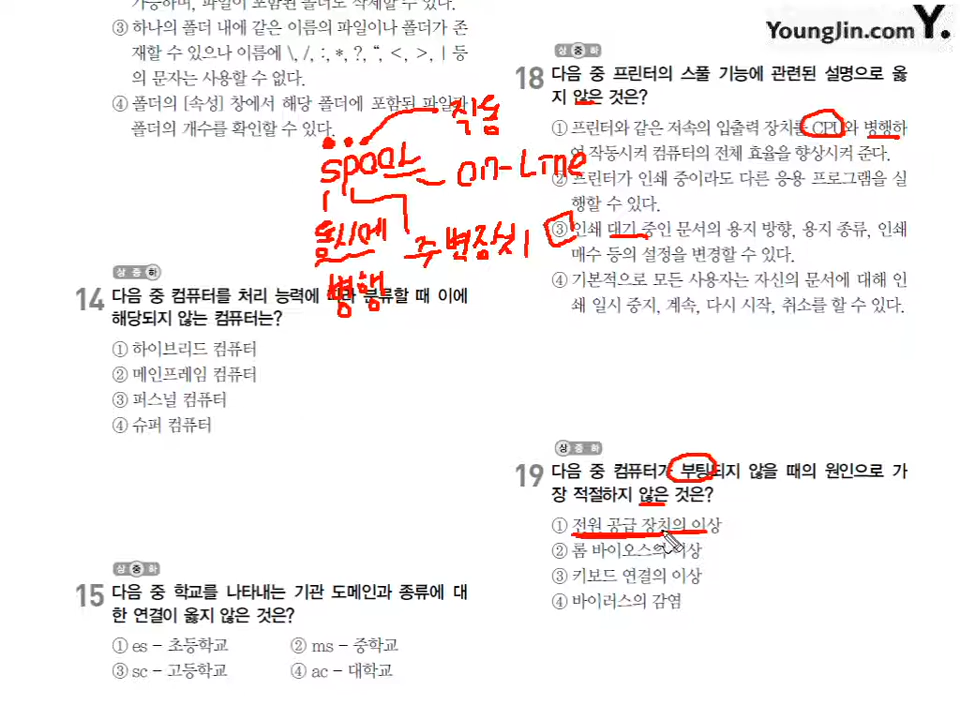 가능하며, 파일이 포함된 폴더도 삭제할 수 있다.
③ 하나의 폴더 내에 같은 이름의 파일이나 폴더가 존
재할 수 있으나 이름에 \, /, :, *, ?, “, <, >, | 등
의 문자는 사용할 수 없다.
④ 폴더의 [속성] 창에서 해당 폴더에 포함된 파일과
폴더의 개수를 확인할 수 있다.
직동
spool
on-Line
동시에
주변장치
병행
상 중 하
14 다음 중 컴퓨터를 처리 능력에 따라 분류할 때 이에
해당되지 않는 컴퓨터는?
① 하이브리드 컴퓨터
② 메인프레임 컴퓨터
③ 퍼스널 컴퓨터
④ 슈퍼 컴퓨터
상 중 하
15 다음 중 학교를 나타내는 기관 도메인과 종류에 대
한 연결이 옳지 않은 것은?
① es - 초등학교 ② ms - 중학교
③ sc - 고등학교 ④ ac - 대학교
YoungJin.com Y.
상 중 하
18 다음 중 프린터의 스풀 기능에 관련된 설명으로 옳
지 않은 것은?
① 프린터와 같은 저속의 입출력 장치를 CPU와 병행하
여 작동시켜 컴퓨터의 전체 효율을 향상시켜 준다.
② 프린터가 인쇄 중이라도 다른 응용 프로그램을 실
행할 수 있다.
③ 인쇄 대기 중인 문서의 용지 방향, 용지 종류, 인쇄
매수 등의 설정을 변경할 수 있다.
④ 기본적으로 모든 사용자는 자신의 문서에 대해 인
쇄 일시 중지, 계속, 다시 시작, 취소를 할 수 있다.
상 중 하
19 다음 중 컴퓨터가 부팅되지 않을 때의 원인으로 가
장 적절하지 않은 것은?
① 전원 공급 장치의 이상
② 롬 바이오스의 이상
③ 키보드 연결의 이상
④ 바이러스의 감염